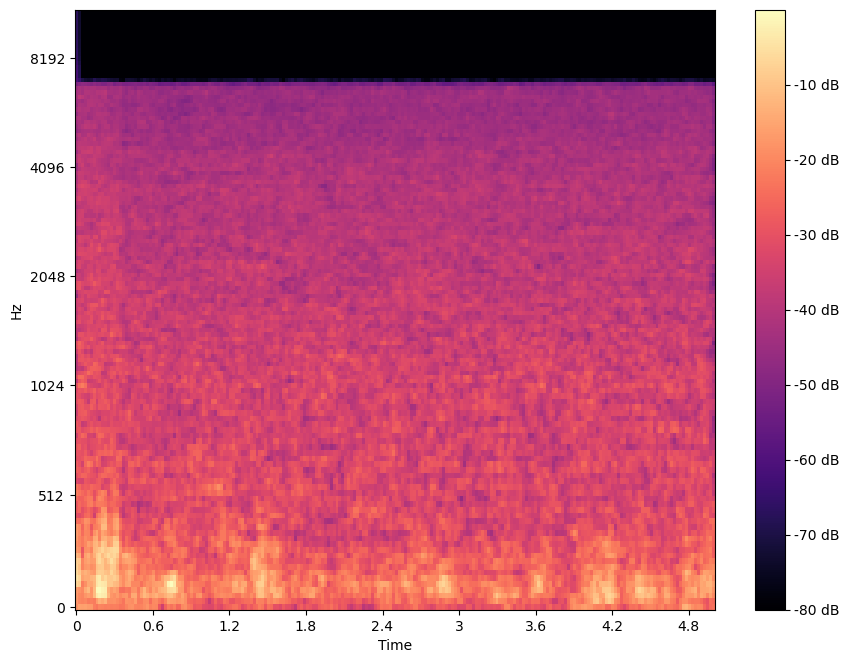 8192
4096
2048
1024
512
0
Hz
0 0.6 1.2 1.8 2.4 3 3.6 4.2 4.8
Time
-10 dB
-20 dB
-30 dB
-40 dB
-50 dB
-60 dB
-70 dB
-80 dB